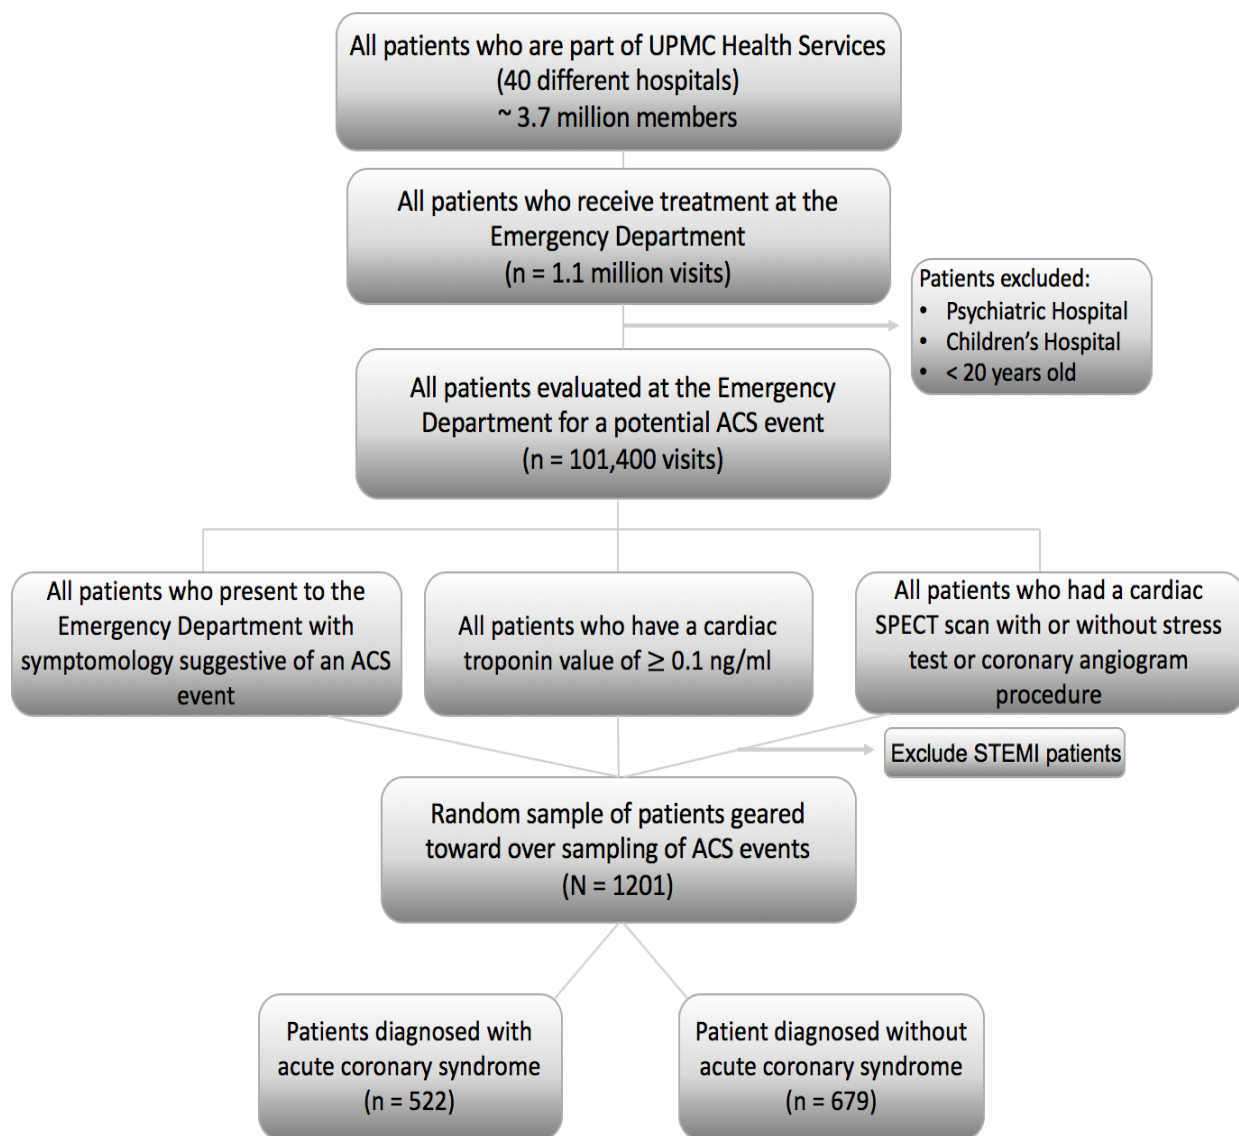 All patients who are part of UPMC Health Services
(40 different hospitals)
~ 3.7 million members
All patients who receive treatment at the
Emergency Department
(n = 1.1 million visits)
Patients excluded:
• Psychiatric Hospital
• Children’s Hospital
• < 20 years old
All patients evaluated at the Emergency
Department for a potential ACS event
(n = 101,400 visits)
All patients who present to the
Emergency Department with
symptomology suggestive of an ACS
event
All patients who have a cardiac
troponin value of ≥ 0.1 ng/ml
All patients who had a cardiac
SPECT scan with or without stress
test or coronary angiogram
procedure
Exclude STEMI patients
Random sample of patients geared
toward over sampling of ACS events
(N = 1201)
Patients diagnosed with
acute coronary syndrome
(n = 522)
Patient diagnosed without
acute coronary syndrome
(n = 679)